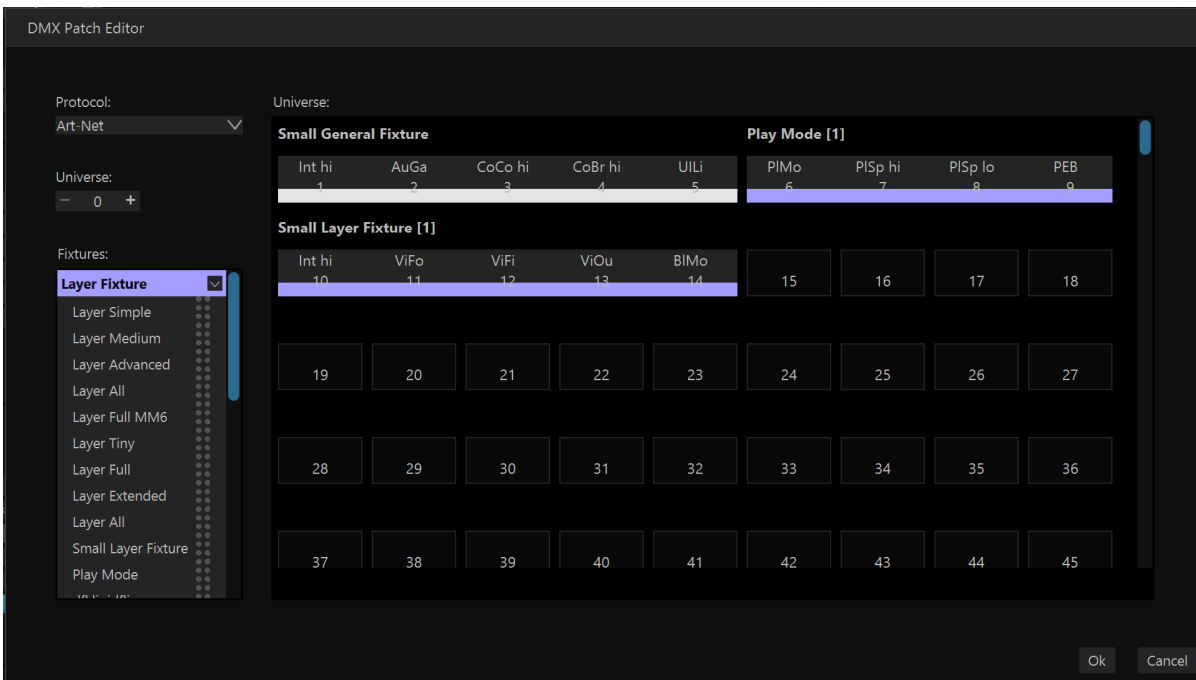 DMX Patch Editor
Protocol:
Art-Net
Universe:
0
Fixtures:
Layer Fixture
Layer Simple
Layer Medium
Layer Advanced
Layer All
Layer Full MM6
Layer Tiny
Layer Full
Layer Extended
Layer All
Small Layer Fixture
Play Mode
Universe:
Small General Fixture Play Mode [1]
Int hi AuGa CoCo hi CoBr hi UILi PlMo PlSp hi PlSp lo PEB
1 2 3 4 5 6 7 8 9
Small Layer Fixture [1]
Int hi ViFo ViFi ViOu BlMo
10 11 12 13 14 15 16 17 18
19 20 21 22 23 24 25 26 27
28 29 30 31 32 33 34 35 36
37 38 39 40 41 42 43 44 45
Ok Cancel